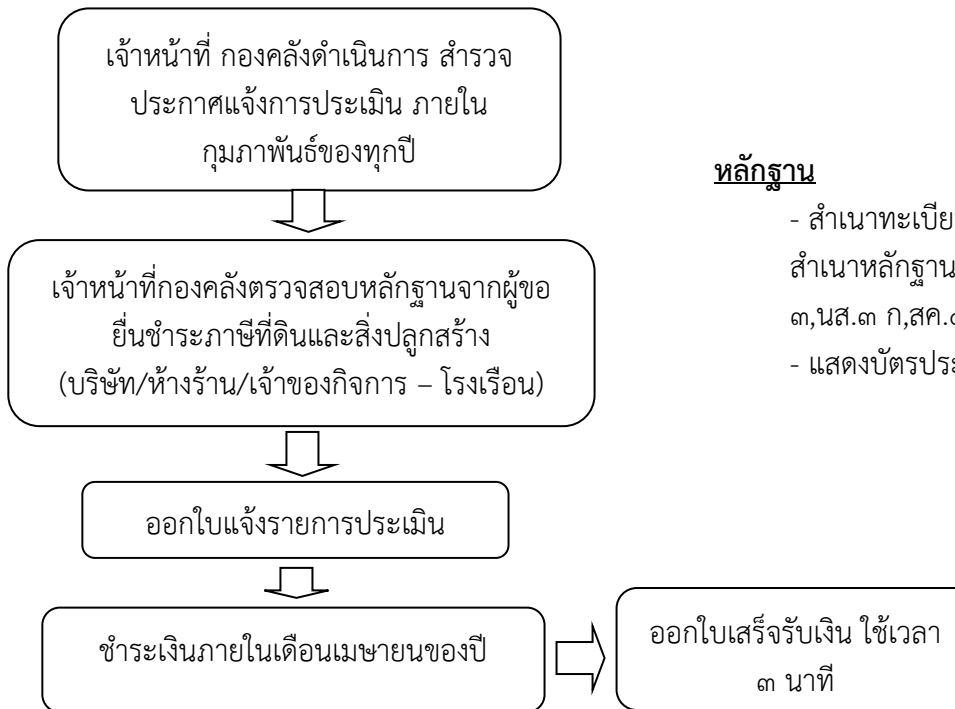 เจ้าหน้าที่ กองคลังดำเนินการ สำรวจ
ประกาศแจ้งการประเมิน ภายใน
กุมภาพันธ์ของทุกปี
หลักฐาน
- สำเนาทะเบีย
สำเนาหลักฐาน
๓,นส.๓ ก,สค.
- แสดงบัตรประ
เจ้าหน้าที่กองคลังตรวจสอบหลักฐานจากผู้ขอ
ยื่นชำระภาษีที่ดินและสิ่งปลูกสร้าง
(บริษัท/ห้างร้าน/เจ้าของกิจการ – โรงเรือน)
ออกใบแจ้งรายการประเมิน
ชำระเงินภายในเดือนเมษายนของปี
ออกใบเสร็จรับเงิน ใช้เวลา
๓ นาที